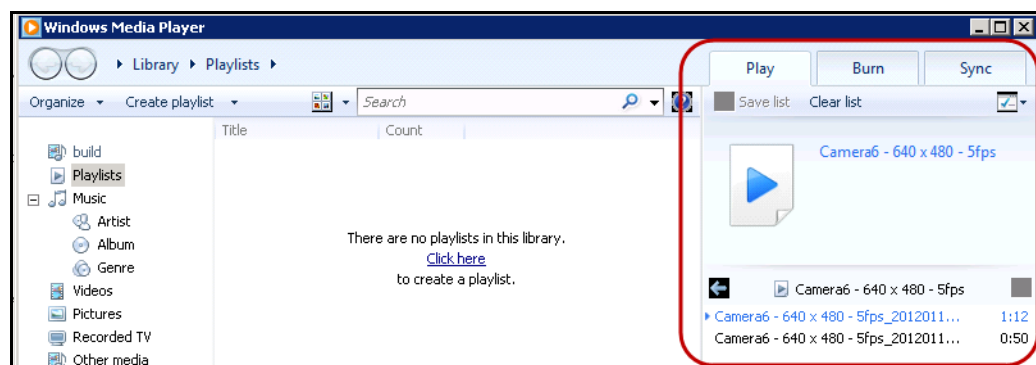 Windows Media Player
Library Playlists
Play Burn Sync
Organize Create playlist Search
Save list Clear list
Title Count
build
Playlists
Music
Artist
Album
Genre
Videos
Pictures
Recorded TV
Other media
There are no playlists in this library.
Click here
to create a playlist.
Camera6 - 640 x 480 - 5fps
Camera6 - 640 x 480 - 5fps
Camera6 - 640 x 480 - 5fps_2012011... 1:12
Camera6 - 640 x 480 - 5fps_2012011... 0:50